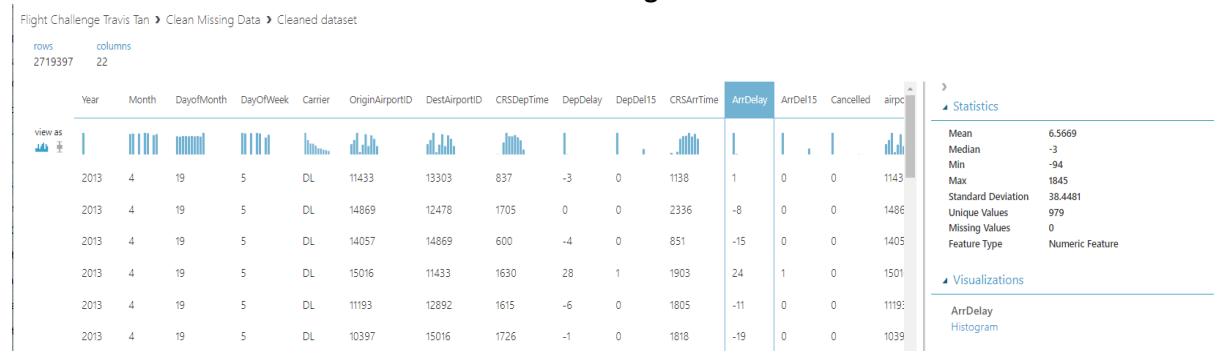 Flight Challenge Travis Tan > Clean Missing Data > Cleaned dataset
rows columns
2719397 22
Year Month DayofMonth DayOfWeek Carrier OriginAirportID DestAirportID CRSDepTime DepDelay DepDel15 CRSArrTime ArrDelay ArrDel15 Cancelled airpo
view as
2013 4 19 5 DL 11433 13303 837 -3 0 1138 1 0 0 1143
2013 4 19 5 DL 14869 12478 1705 0 0 2336 -8 0 0 1486
2013 4 19 5 DL 14057 14869 600 -4 0 851 -15 0 0 1405
2013 4 19 5 DL 15016 11433 1630 28 1 1903 24 1 0 1501
2013 4 19 5 DL 11193 12892 1615 -6 0 1805 -11 0 0 1119
2013 4 19 5 DL 10397 15016 1726 -1 0 1818 -19 0 0 1039
Statistics
Mean 6.5669
Median -3
Min -94
Max 1845
Standard Deviation 38.4481
Unique Values 979
Missing Values 0
Feature Type Numeric Feature
Visualizations
ArrDelay
Histogram